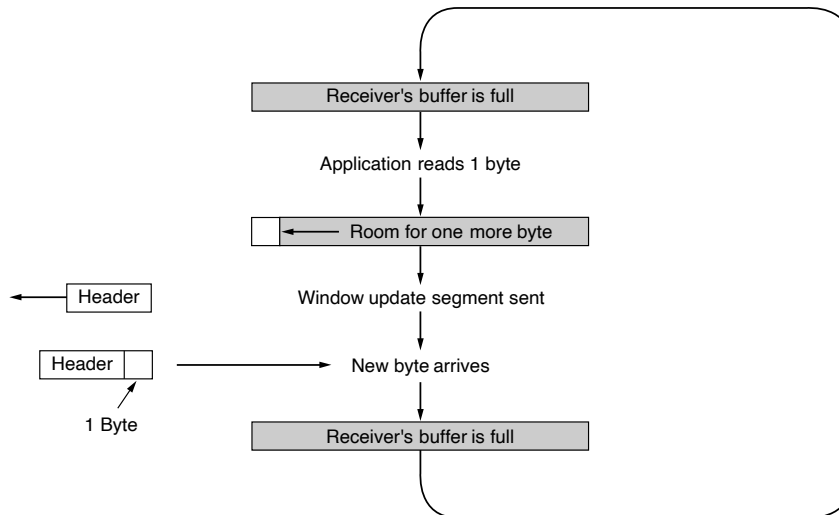 Receiver's buffer is full
Application reads 1 byte
Room for one more byte
Window update segment sent
Header
Header
New byte arrives
1 Byte
Receiver's buffer is full